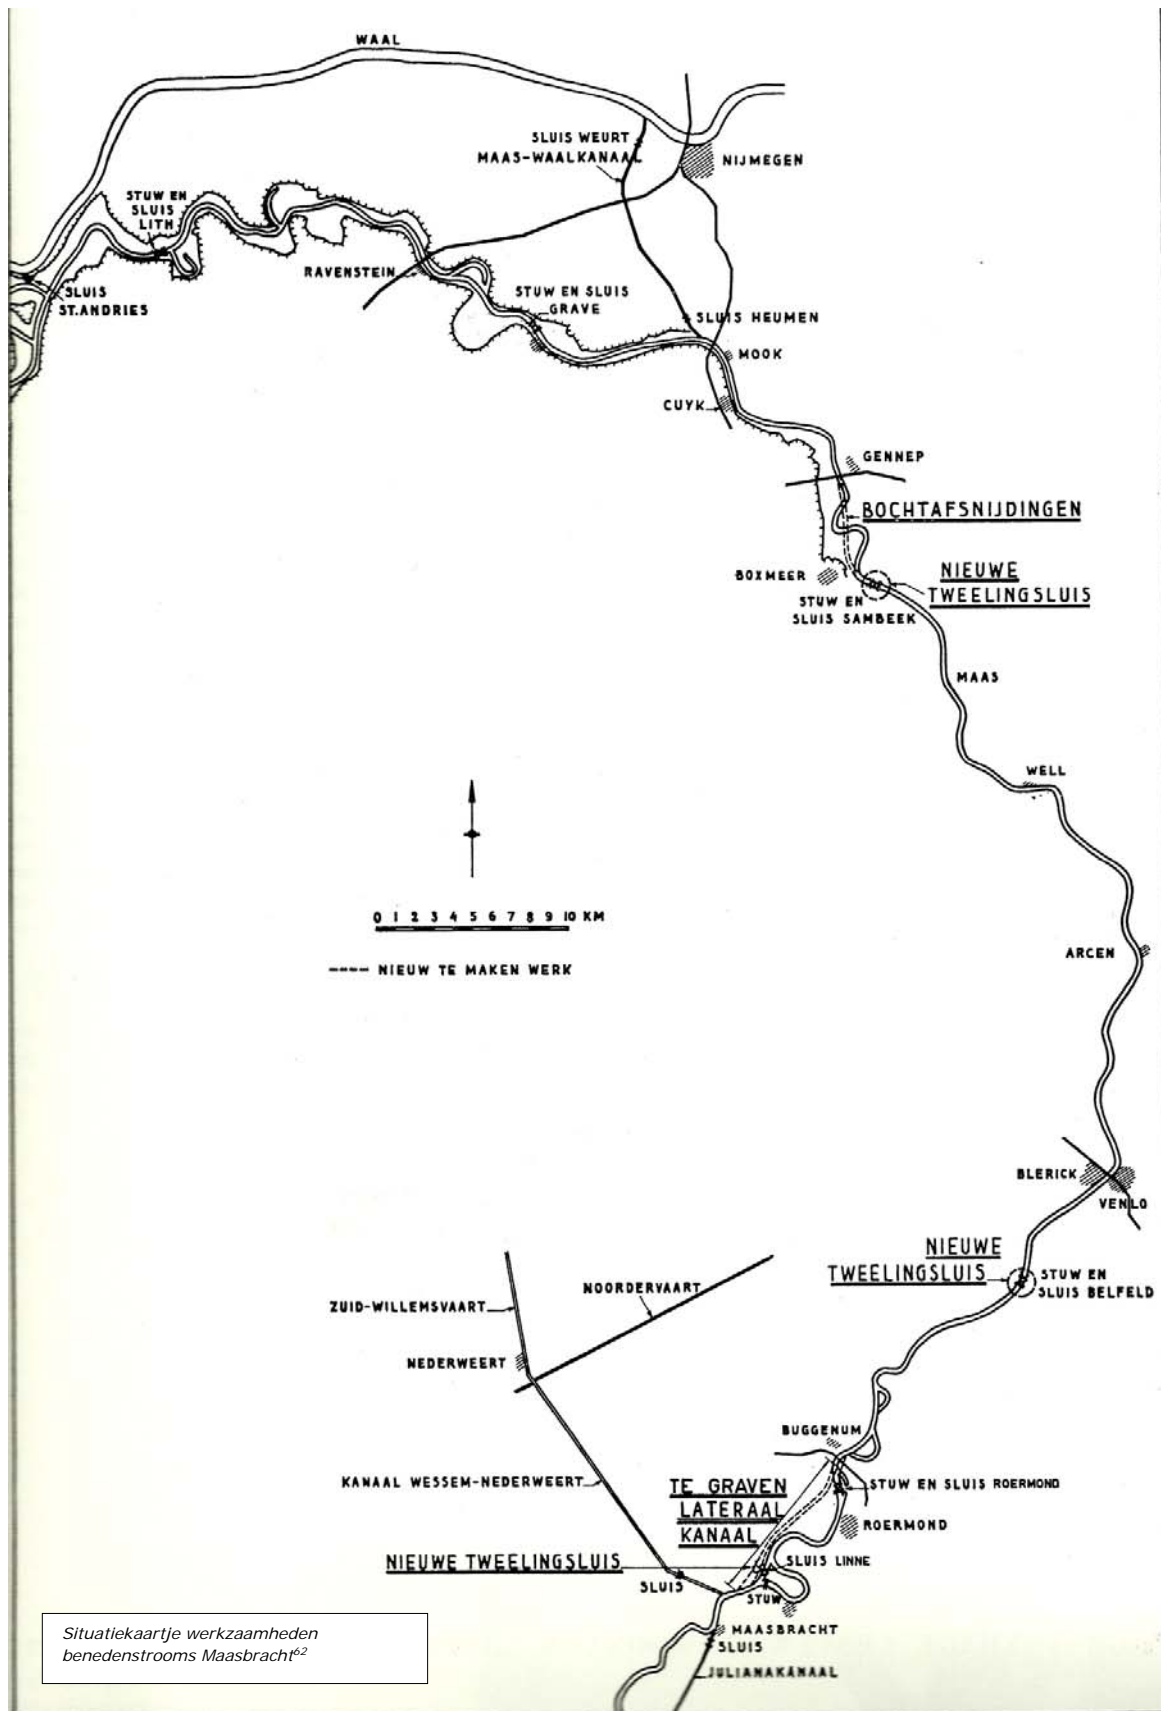 WAAL
SLUIS WEURT
MAAS-WAALKANAAL
NIJMEGEN
STUW EN
SLUIS
LITH
RAVENSTEIN
SLUIS
ST.ANDRIES
STUW EN SLUIS
GRAVE
SLUIS HEUMEN
MOOK
CUYK
GENNEP
BOCHTAFSNIJDINGEN
BOXMEER
NIEUWE
TWEELINGSLUIS
STUW EN
SLUIS SAMBEEK
MAAS
WELL
0 1 2 3 4 5 6 7 8 9 10 KM
ARCEN
---- NIEUW TE MAKEN WERK
BLERICK
VENLO
NIEUWE
TWEELINGSLUIS
STUW EN
SLUIS BELFELD
NOORDERVAART
ZUID-WILLEMSVAART
NEDERWEERT
BUGGENUM
KANAAL WESSEM-NEDERWEERT
TE GRAVEN
LATERAAL
KANAAL
STUW EN SLUIS ROERMOND
ROERMOND
NIEUWE TWEELINGSLUIS
SLUIS LINNE
SLUIS
STUW
MAASBRACHT
SLUIS
JULIANAKANAAL
Situatiekaartje werkzaamheden
benedenstrooms Maasbracht62